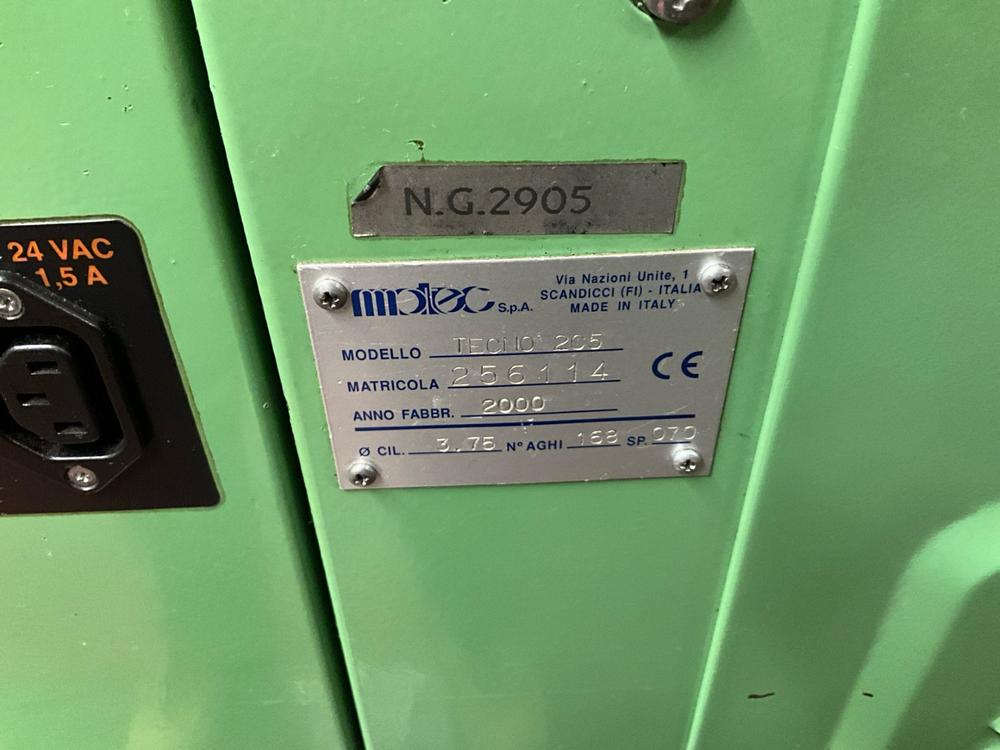 24 VAC
1,5 A
N.G.2905
matec S.p.A.
Via Nazioni Unite, 1
SCANDICCI (FI) - ITALIA
MADE IN ITALY
MODELLO TECNO 2C5
MATRICOLA 256114
CE
ANNO FABBR. 2000
Ø CIL. 3.75 N° AGHI 168 SP. 070